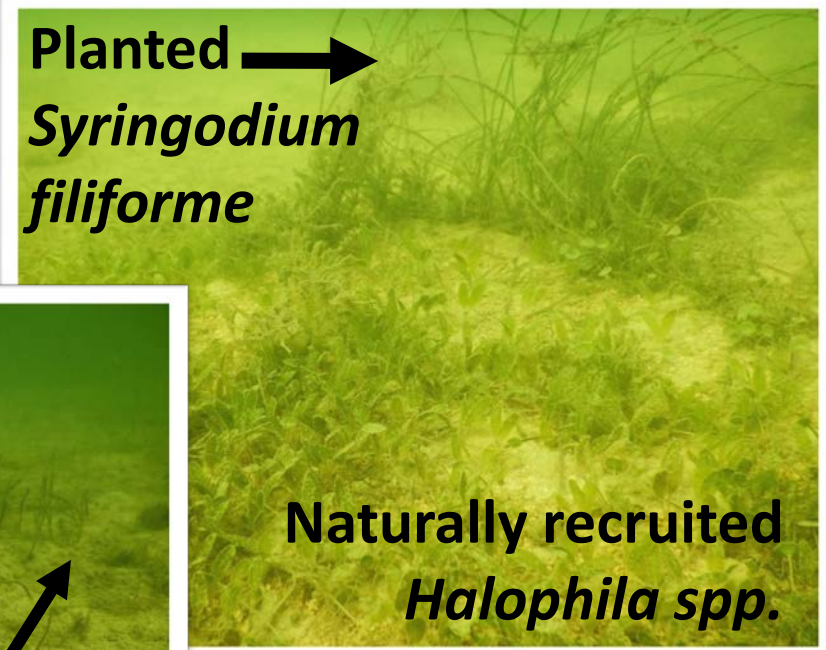 Planted
Syringodium
filiforme
Naturally recruited
Halophila spp.